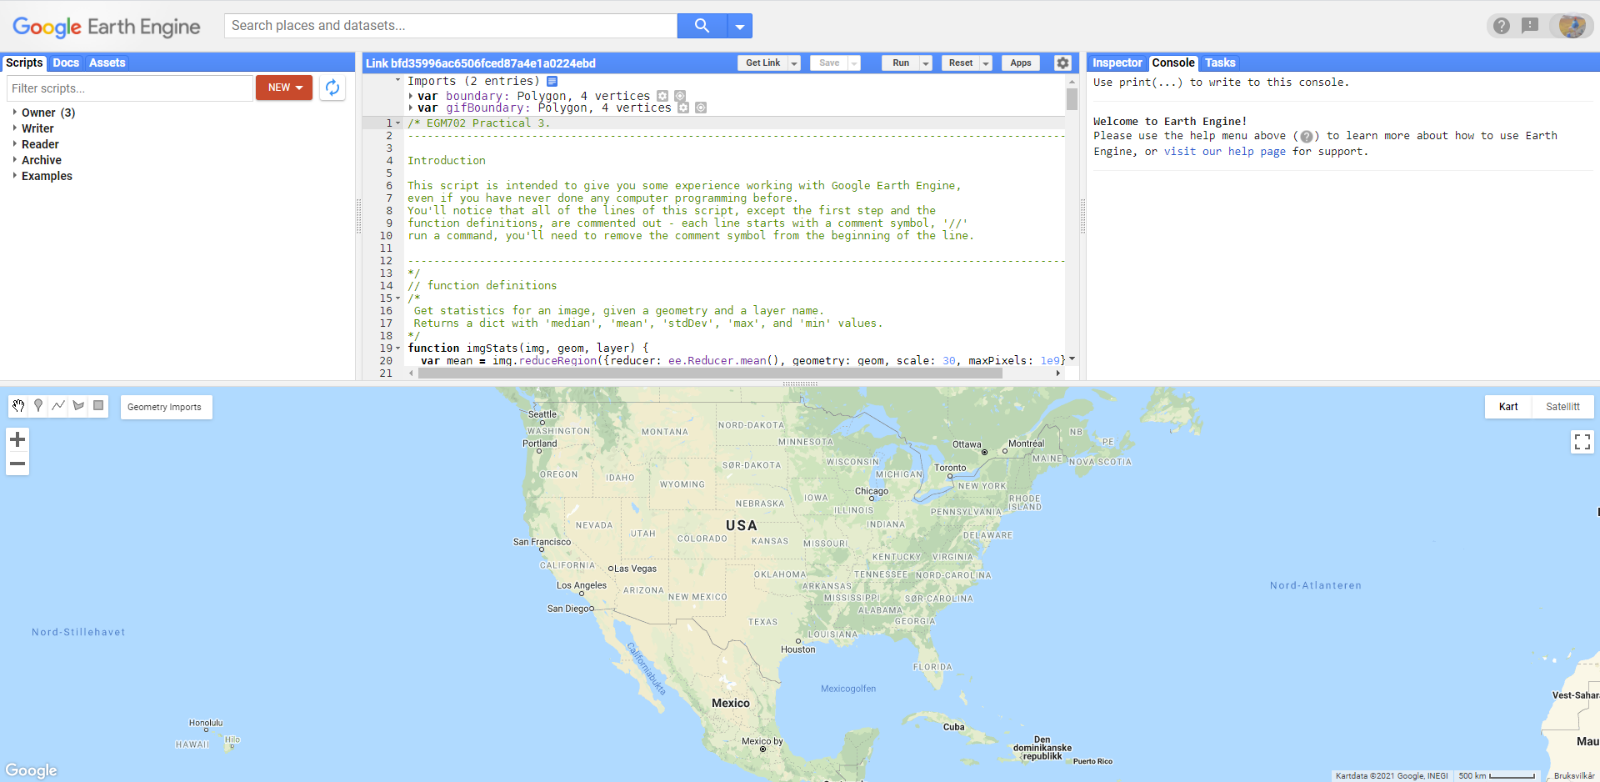 Google Earth Engine
Search places and datasets...
Scripts Docs Assets
Filter scripts...
NEW
Owner (3)
Writer
Reader
Archive
Examples
Link bfd35996ac6506fced87a4e1a0224ebd
Get Link Save Run Reset Apps
Imports (2 entries)
var boundary: Polygon, 4 vertices
var gifBoundary: Polygon, 4 vertices
1 /* EGM702 Practical 3.
2 ----------------------------------------------------------------------------------------------------
3
4 Introduction
5
6 This script is intended to give you some experience working with Google Earth Engine,
7 even if you have never done any computer programming before.
8 You'll notice that all of the lines of this script, except the first step and the
9 function definitions, are commented out - each line starts with a comment symbol, '//'
10 run a command, you'll need to remove the comment symbol from the beginning of the line.
11
12 ----------------------------------------------------------------------------------------------------
13 */
14 // function definitions
15 /*
16 Get statistics for an image, given a geometry and a layer name.
17 Returns a dict with 'median', 'mean', 'stdDev', 'max', and 'min' values.
18 */
19 function imgStats(img, geom, layer) {
20 var mean = img.reduceRegion({reducer: ee.Reducer.mean(), geometry: geom, scale: 30, maxPixels: 1e9}
21
Inspector Console Tasks
Use print(...) to write to this console.
Welcome to Earth Engine!
Please use the help menu above (?) to learn more about how to use Earth
Engine, or visit our help page for support.
Geometry Imports
Kart Satellitt
Seattle
WASHINGTON
Portland
OREGON
IDAHO
MONTANA
WYOMING
NORD-DAKOTA
SØR-DAKOTA
MINNESOTA
WISCONSIN
MICHIGAN
Ottawa
Montréal
Toronto
NB
PE
MAINE
NOVA SCOTIA
NEW YORK
RHODE
ISLAND
Chicago
IOWA
NEBRASKA
ILLINOIS
INDIANA
PENNSYLVANIA
DELAWARE
USA
NEVADA
UTAH
COLORADO
KANSAS
MISSOURI
KENTUCKY
VIRGINIA
San Francisco
CALIFORNIA
Las Vegas
Los Angeles
San Diego
ARIZONA
NEW MEXICO
OKLAHOMA
ARKANSAS
TENNESSEE
NORD-CAROLINA
MISSISSIPPI
SØR-CAROLINA
ALABAMA
GEORGIA
TEXAS
LOUISIANA
Houston
FLORIDA
Nord-Stillehavet
Nord-Atlanteren
Californiabukta
Mexicogolfen
Mexico
Mexico by
Cuba
Den
dominikanske
republikk
Puerto Rico
Honolulu
HAWAII
Hilo
Vest-Sahar
Mau
Google
Kartdata ©2021 Google, INEGI 500 km Bruksvilkår